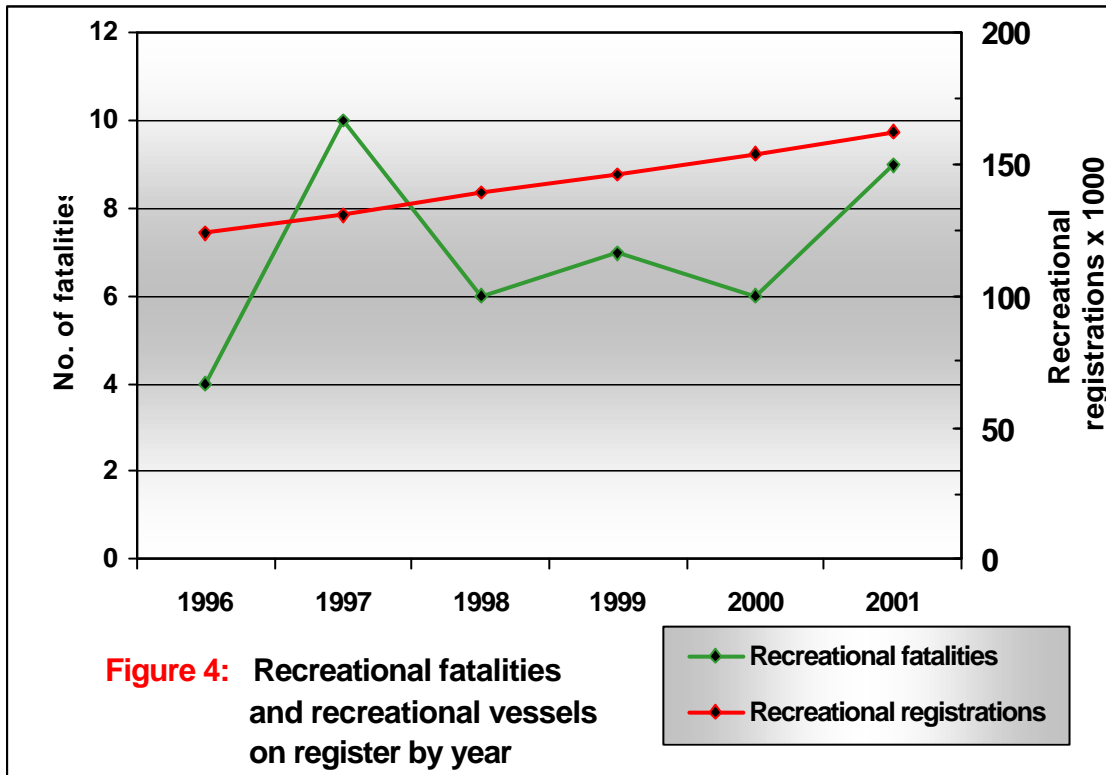 12
10
8
6
4
2
0
No. of fatalities
200
150
100
50
0
Recreational
registrations x 1000
1996 1997 1998 1999 2000 2001
Figure 4: Recreational fatalities
and recreational vessels
on register by year
Recreational fatalities
Recreational registrations